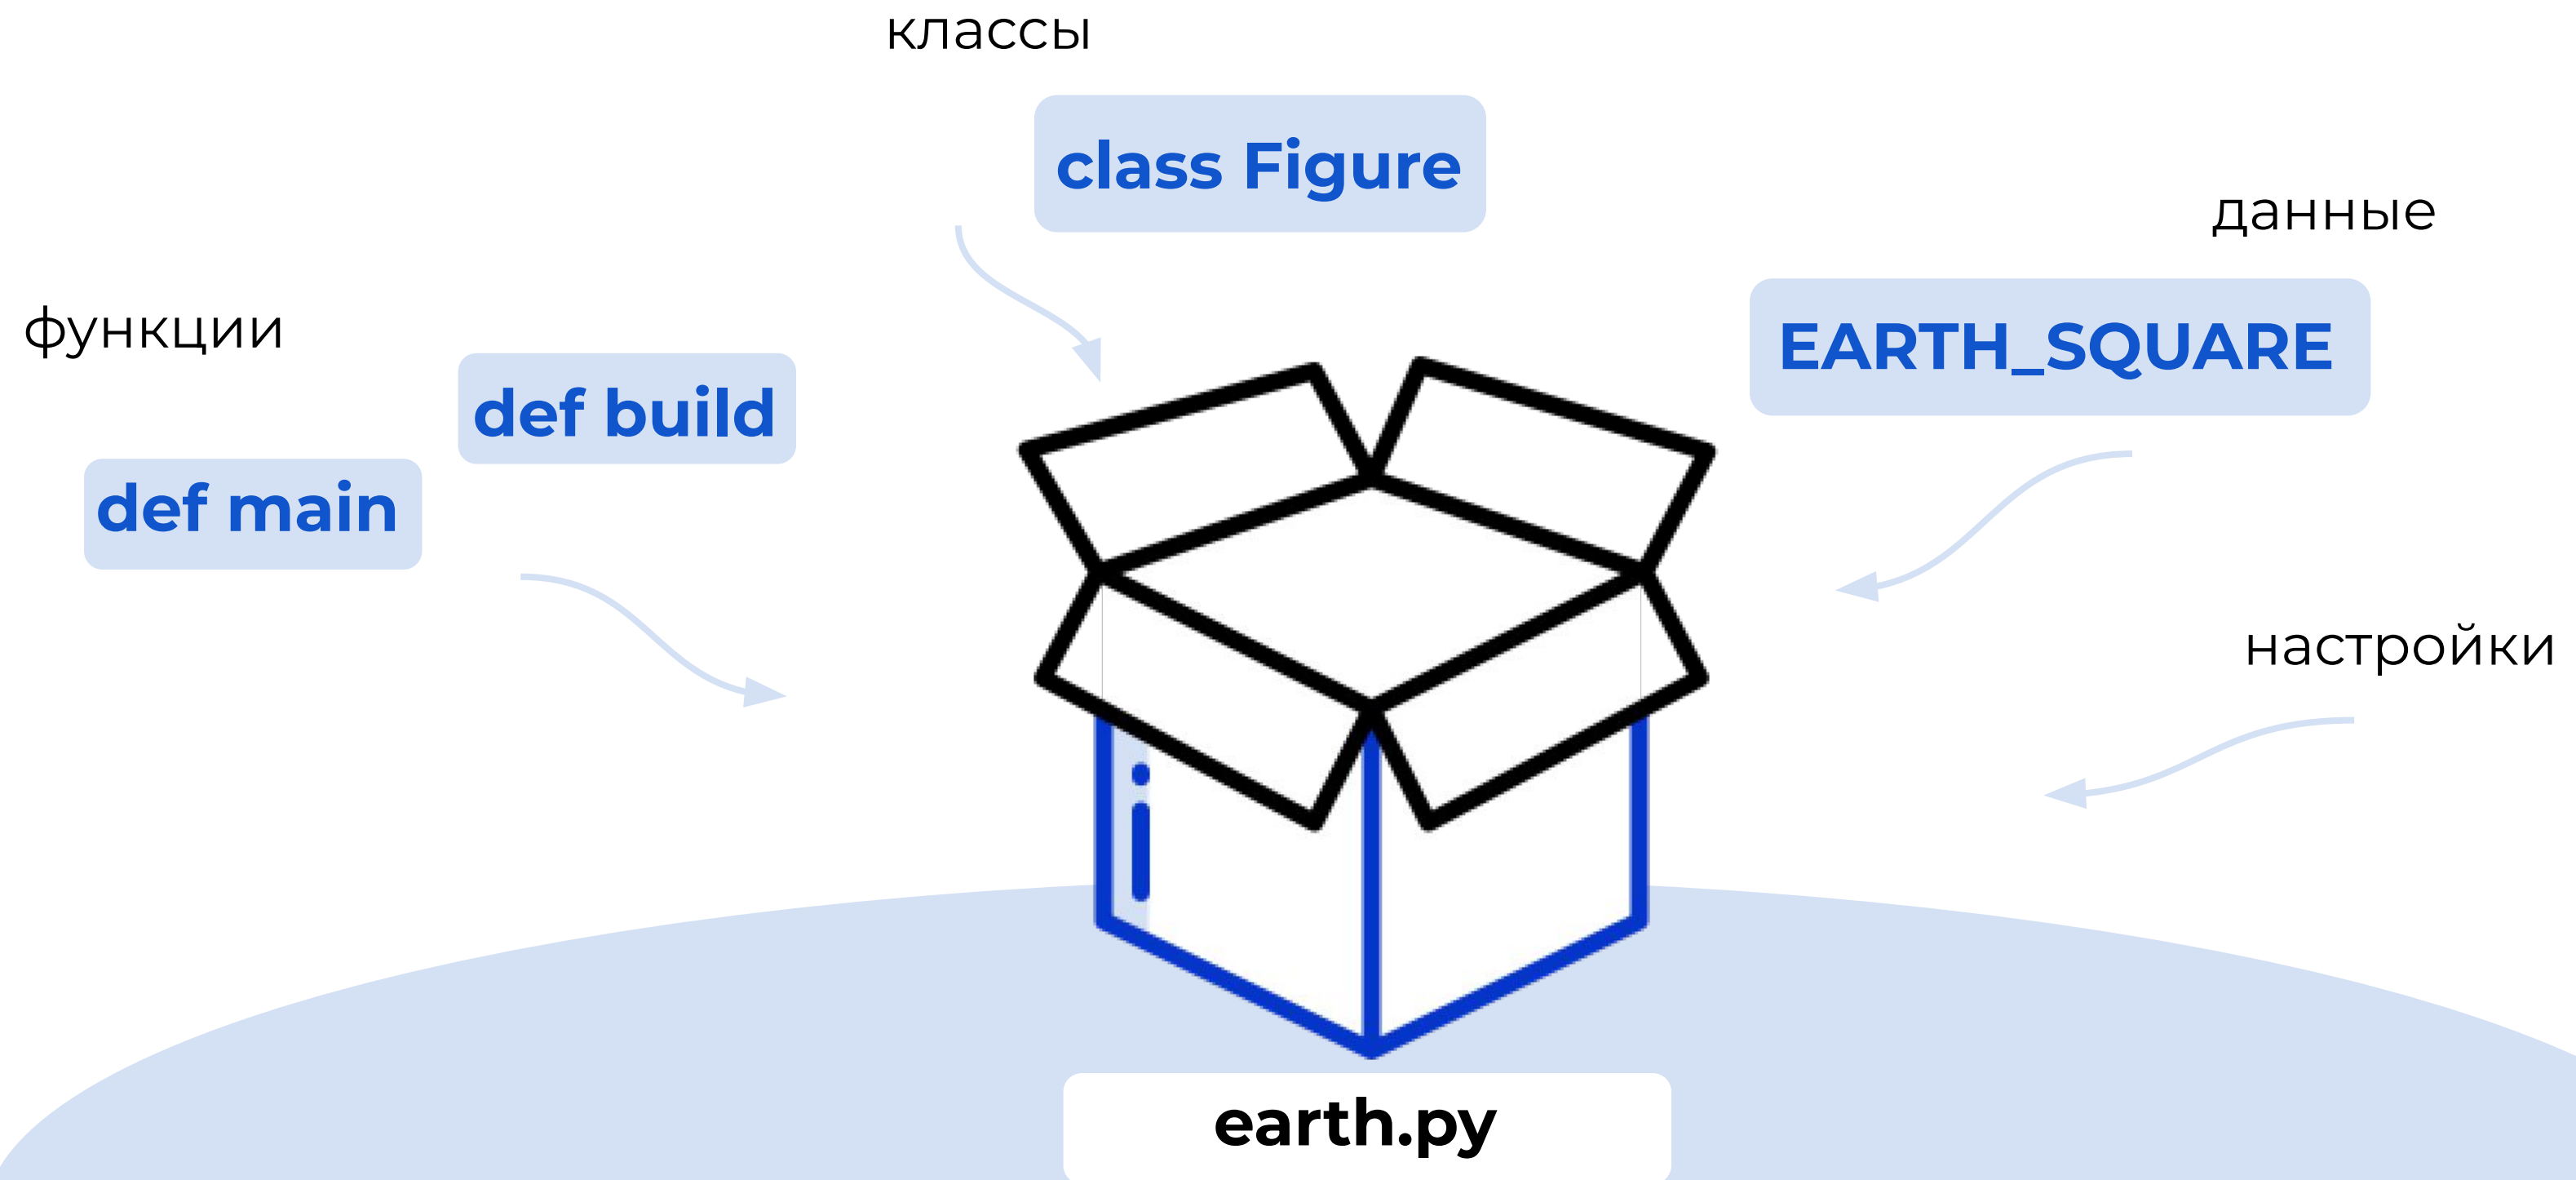 классы
class Figure
данные
EARTH_SQUARE
функции
def build
def main
настройки
earth.py